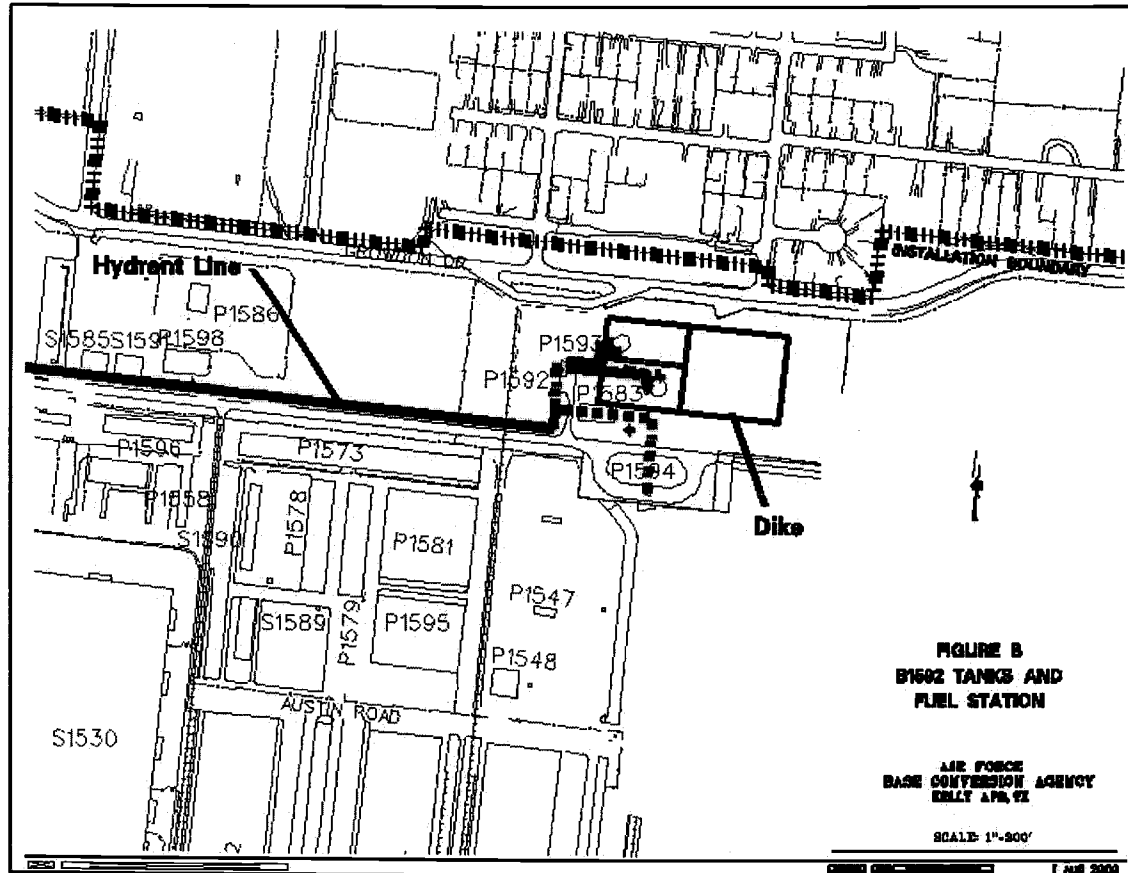 INSTALLATION BOUNDARY
Hydrant Line
P1586
S1585
P1598
P1593
P1592
P1583
P1596
P1573
P1594
P1558
Dike
P1578
P1581
S1589
P1579
P1595
P1547
P1548
AUSTIN ROAD
S1530
FIGURE B
B1592 TANKS AND
FUEL STATION
AIR FORCE
BASE CONVERSION AGENCY
KELLY AFB, TX
SCALE: 1"-200'
1 AUG 2000